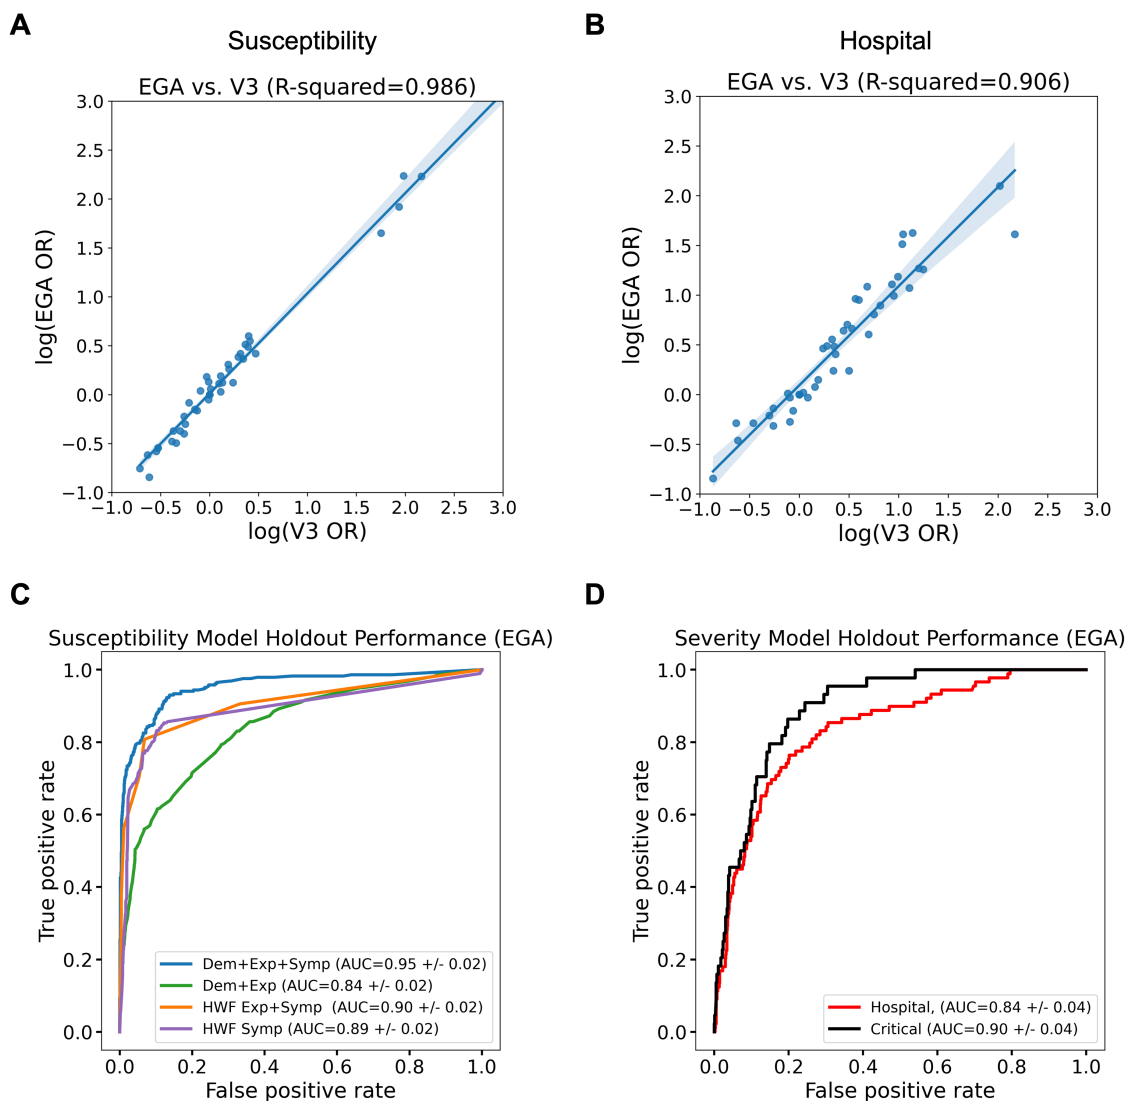 A
Susceptibility
EGA vs. V3 (R-squared=0.986)
3.0
2.5
2.0
1.5
1.0
0.5
0.0
−0.5
−1.0
log(EGA OR)
−1.0 −0.5 0.0 0.5 1.0 1.5 2.0 2.5 3.0
log(V3 OR)
B
Hospital
EGA vs. V3 (R-squared=0.906)
3.0
2.5
2.0
1.5
1.0
0.5
0.0
−0.5
−1.0
log(EGA OR)
−1.0 −0.5 0.0 0.5 1.0 1.5 2.0 2.5 3.0
log(V3 OR)
C
Susceptibility Model Holdout Performance (EGA)
1.0
0.8
0.6
0.4
0.2
0.0
True positive rate
Dem+Exp+Symp (AUC=0.95 +/- 0.02)
Dem+Exp (AUC=0.84 +/- 0.02)
HWF Exp+Symp (AUC=0.90 +/- 0.02)
HWF Symp (AUC=0.89 +/- 0.02)
0.0 0.2 0.4 0.6 0.8 1.0
False positive rate
D
Severity Model Holdout Performance (EGA)
1.0
0.8
0.6
0.4
0.2
0.0
True positive rate
Hospital, (AUC=0.84 +/- 0.04)
Critical (AUC=0.90 +/- 0.04)
0.0 0.2 0.4 0.6 0.8 1.0
False positive rate